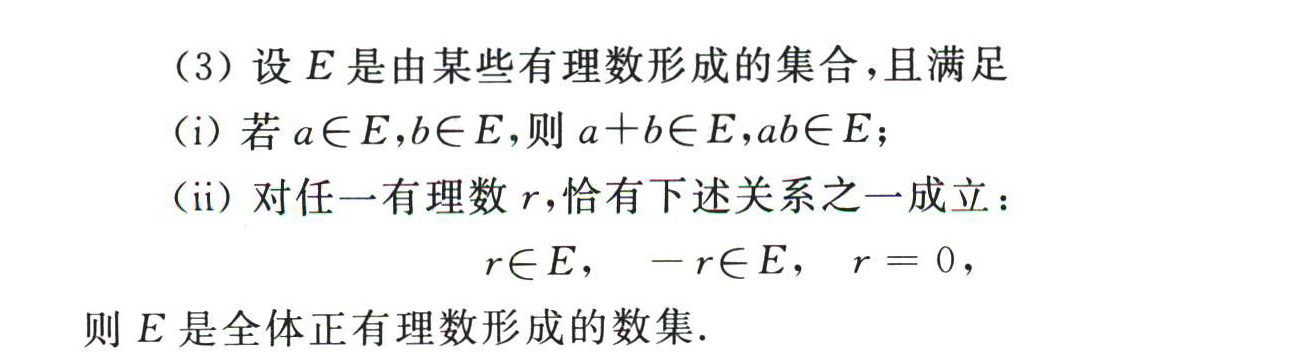 (3) 设 E 是由某些有理数形成的集合,且满足
(i) 若 a∈E,b∈E,则 a+b∈E,ab∈E;
(ii) 对任一有理数 r,恰有下述关系之一成立:
r∈E, -r∈E, r = 0,
则 E 是全体正有理数形成的数集.